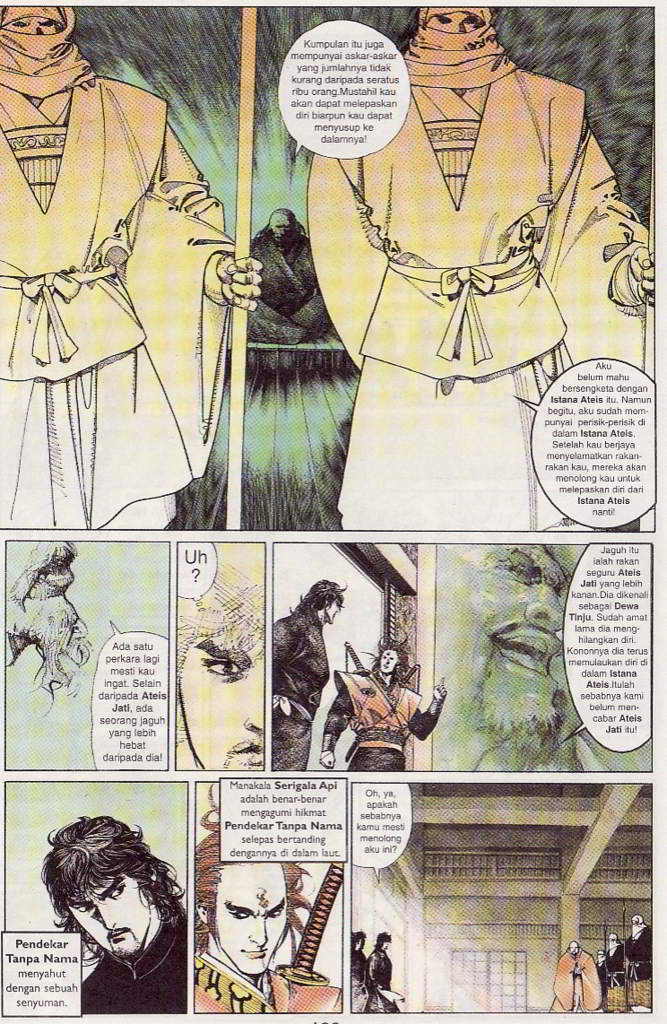 Kumpulan itu juga
mempunyai askar-askar
yang jumlahnya tidak
kurang daripada seratus
ribu orang.Mustahil kau
akan dapat melepaskan
diri biarpun kau dapat
menyusup ke
dalamnya!
Aku
belum mahu
bersengketa dengan
Istana Ateis itu. Namun
begitu, aku sudah mem-
punyai perisik-perisik di
dalam Istana Ateis.
Setelah kau berjaya
menyelamatkan rakan-
rakan kau, mereka akan
menolong kau untuk
melepaskan diri dari
Istana Ateis
nanti!
Ada satu
perkara lagi
mesti kau
ingat. Selain
daripada Ateis
Jati, ada
seorang jaguh
yang lebih
hebat
daripada dia!
Uh
?
Jaguh itu
ialah rakan
seguru Ateis
Jati yang lebih
kanan.Dia dikenali
sebagai Dewa
Tinju. Sudah amat
lama dia meng-
hilangkan diri.
Kononnya dia ter
memulaukan diri di
dalam Istana
Ateis.Itulah
sebabnya kami
belum men-
cabar Ateis
Jati itu!
Pendekar
Tanpa Nama
menyahut
dengan sebuah
senyuman.
Manakala Serigala Api
adalah benar-benar
mengagumi hikmat
Pendekar Tanpa Nama
selepas bertanding
dengannya di dalam laut.
Oh, ya,
apakah
sebabnya
kamu mesti
menolong
aku ini?